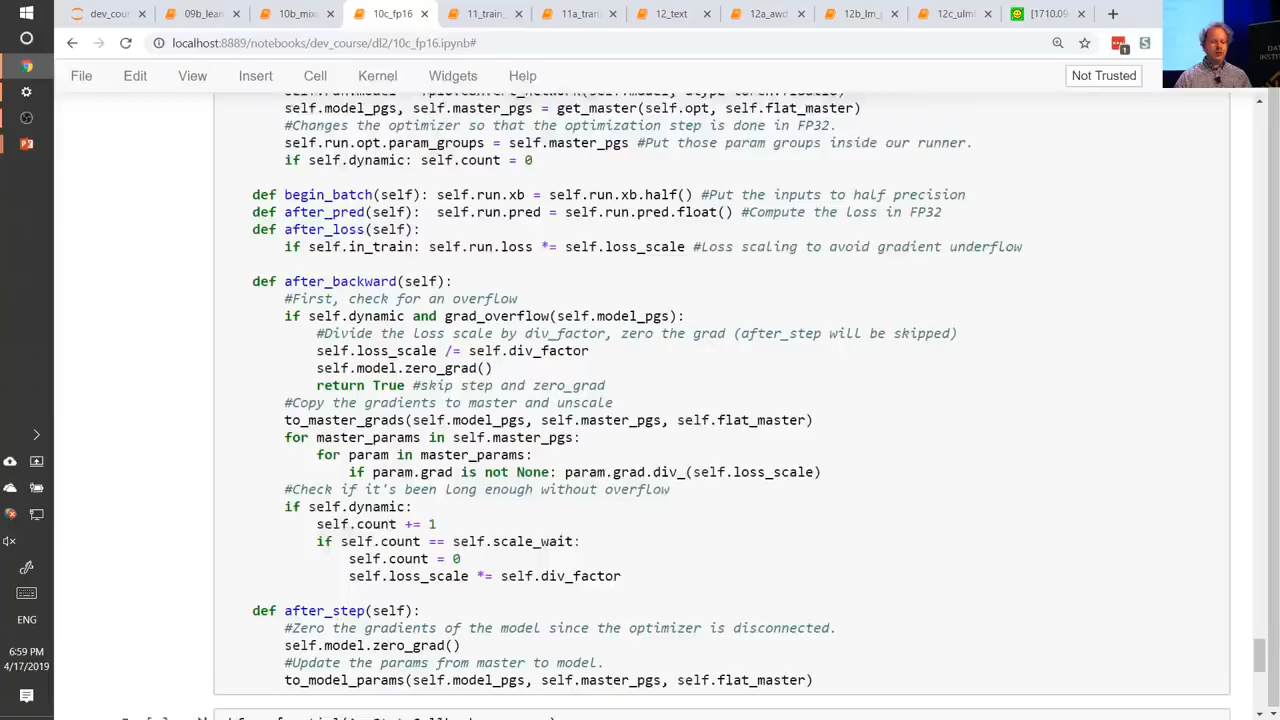 dev_cour
09b_lean
10b_mixe
10c_fp16
11_train_
11a_tran
12_text
12a_awd
12b_lm_
12c_ulmf
[1710.09
localhost:8889/notebooks/dev_course/dl2/10c_fp16.ipynb#
File Edit View Insert Cell Kernel Widgets Help
Not Trusted
self.model_pgs, self.master_pgs = get_master(self.opt, self.flat_master)
#Changes the optimizer so that the optimization step is done in FP32.
self.run.opt.param_groups = self.master_pgs #Put those param groups inside our runner.
if self.dynamic: self.count = 0
def begin_batch(self): self.run.xb = self.run.xb.half() #Put the inputs to half precision
def after_pred(self):  self.run.pred = self.run.pred.float() #Compute the loss in FP32
def after_loss(self):
if self.in_train: self.run.loss *= self.loss_scale #Loss scaling to avoid gradient underflow
def after_backward(self):
#First, check for an overflow
if self.dynamic and grad_overflow(self.model_pgs):
#Divide the loss scale by div_factor, zero the grad (after_step will be skipped)
self.loss_scale /= self.div_factor
self.model.zero_grad()
return True #skip step and zero_grad
#Copy the gradients to master and unscale
to_master_grads(self.model_pgs, self.master_pgs, self.flat_master)
for master_params in self.master_pgs:
for param in master_params:
if param.grad is not None: param.grad.div_(self.loss_scale)
#Check if it's been long enough without overflow
if self.dynamic:
self.count += 1
if self.count == self.scale_wait:
self.count = 0
self.loss_scale *= self.div_factor
def after_step(self):
#Zero the gradients of the model since the optimizer is disconnected.
self.model.zero_grad()
#Update the params from master to model.
to_model_params(self.model_pgs, self.master_pgs, self.flat_master)
ENG
6:59 PM
4/17/2019